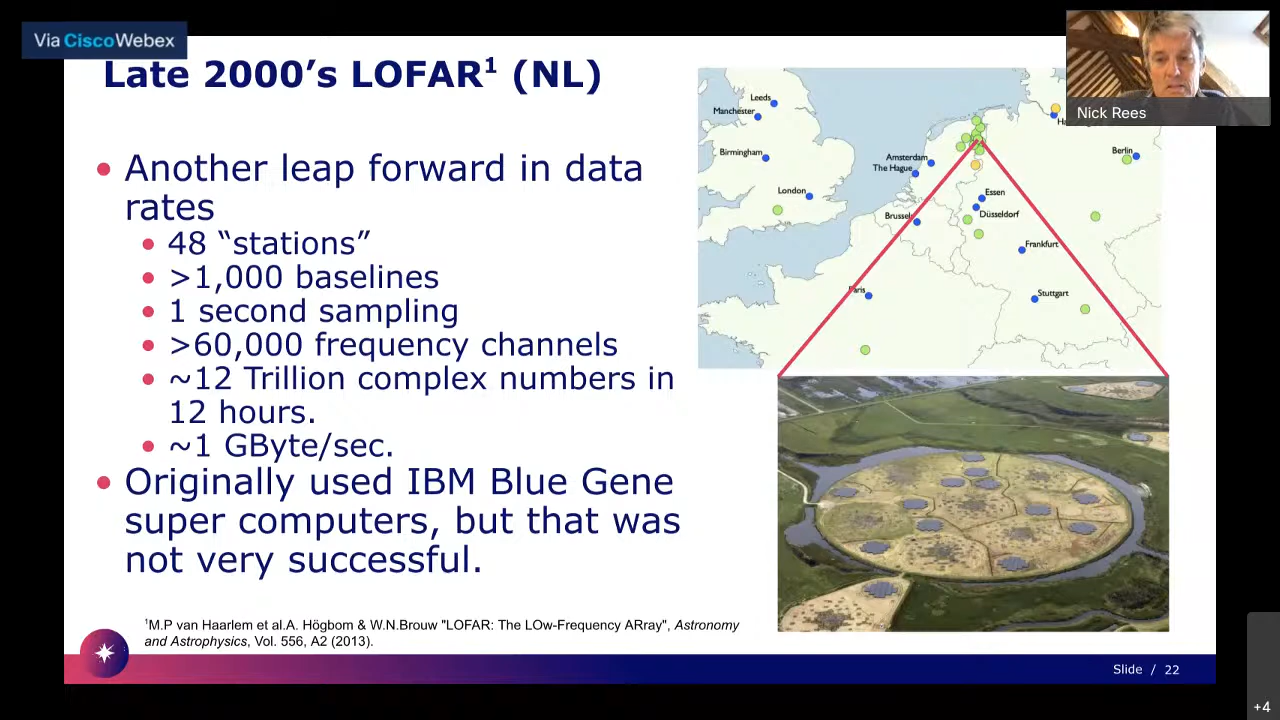 Via Cisco Webex
Late 2000’s LOFAR¹ (NL)
Nick Rees
• Another leap forward in data
rates
• 48 “stations”
• >1,000 baselines
• 1 second sampling
• >60,000 frequency channels
• ~12 Trillion complex numbers in
12 hours.
• ~1 GByte/sec.
• Originally used IBM Blue Gene
super computers, but that was
not very successful.
Leeds
Manchester
Birmingham
London
Amsterdam
The Hague
Berlin
Essen
Düsseldorf
Frankfurt
Stuttgart
¹M.P van Haarlem et al.A. Högbom & W.N.Brouw "LOFAR: The LOw-Frequency ARray", Astronomy
and Astrophysics, Vol. 556, A2 (2013).
Slide / 22
+4